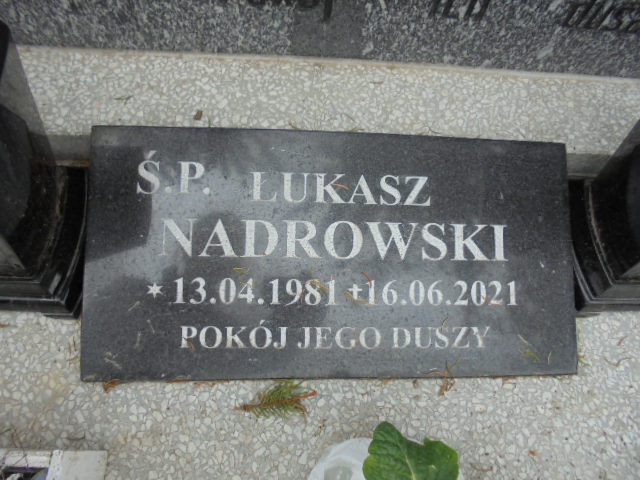 Ś.P. ŁUKASZ
NADROWSKI
* 13.04.1981 +16.06.2021
POKÓJ JEGO DUSZY